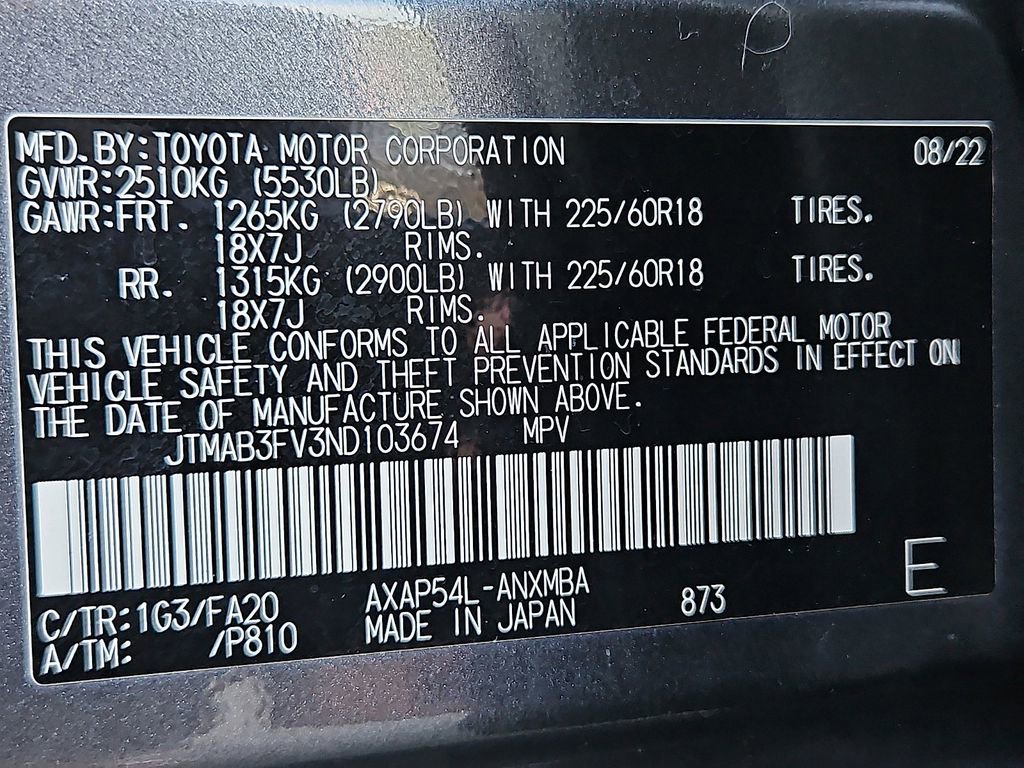 MFD. BY:TOYOTA MOTOR CORPORATION 08/22
GVWR:2510KG (5530LB)
GAWR:FRT. 1265KG (2790LB) WITH 225/60R18 TIRES.
18X7J RIMS.
RR. 1315KG (2900LB) WITH 225/60R18 TIRES.
18X7J RIMS.
THIS VEHICLE CONFORMS TO ALL APPLICABLE FEDERAL MOTOR
VEHICLE SAFETY AND THEFT PREVENTION STANDARDS IN EFFECT ON
THE DATE OF MANUFACTURE SHOWN ABOVE.
JTMAB3FV3ND103674 MPV
C/TR:1G3/FA20 AXAP54L-ANXMBA 873 E
A/TM: /P810 MADE IN JAPAN